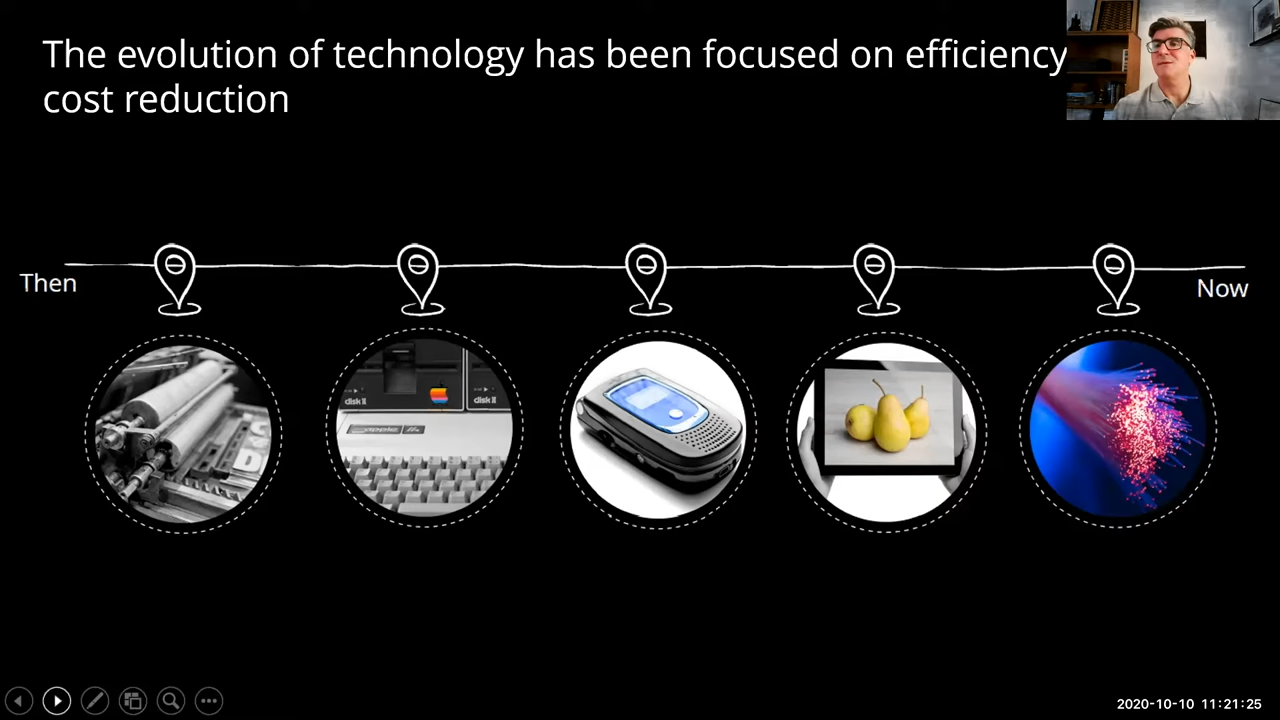 The evolution of technology has been focused on efficiency
cost reduction
Then
Now
disk II
disk II
apple
2020-10-10 11:21:25